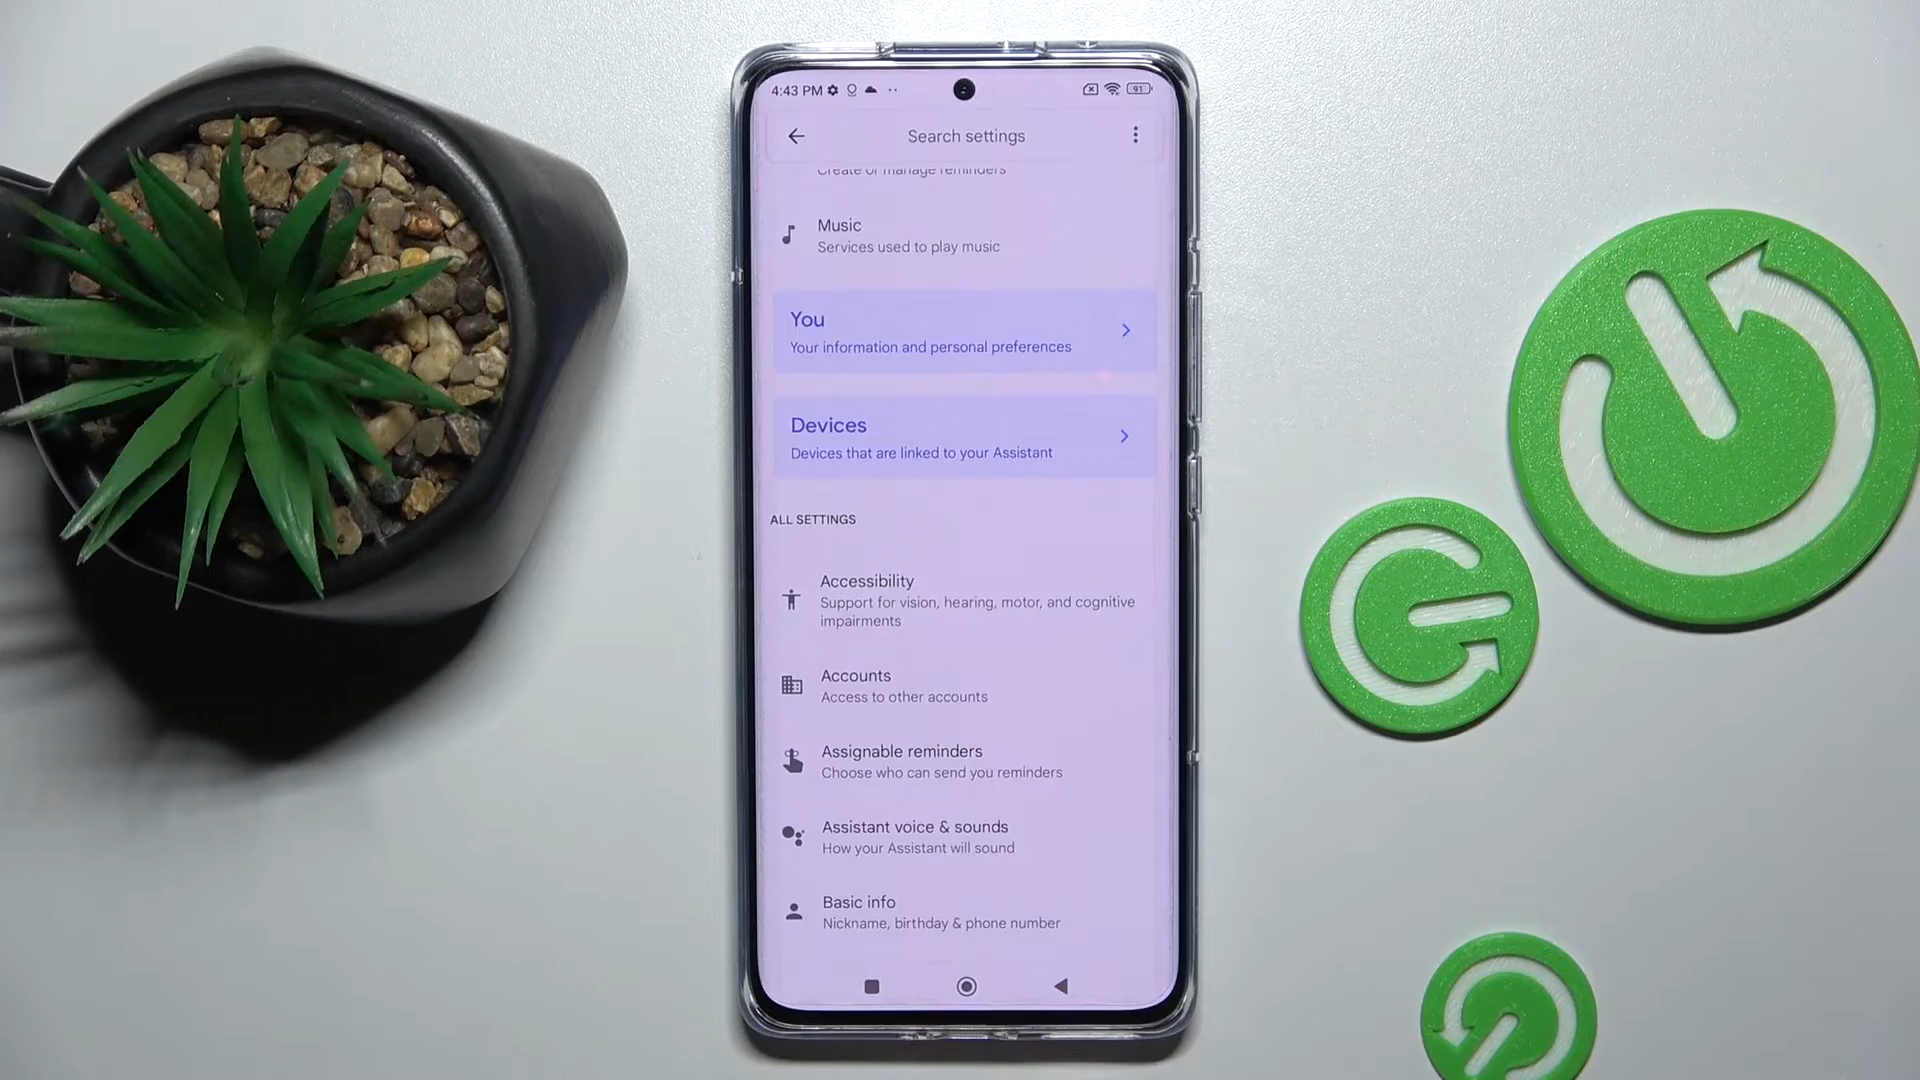 4:43 PM
91
Search settings
Create or manage reminders
Music
Services used to play music
You
Your information and personal preferences
Devices
Devices that are linked to your Assistant
ALL SETTINGS
Accessibility
Support for vision, hearing, motor, and cognitive
impairments
Accounts
Access to other accounts
Assignable reminders
Choose who can send you reminders
Assistant voice & sounds
How your Assistant will sound
Basic info
Nickname, birthday & phone number